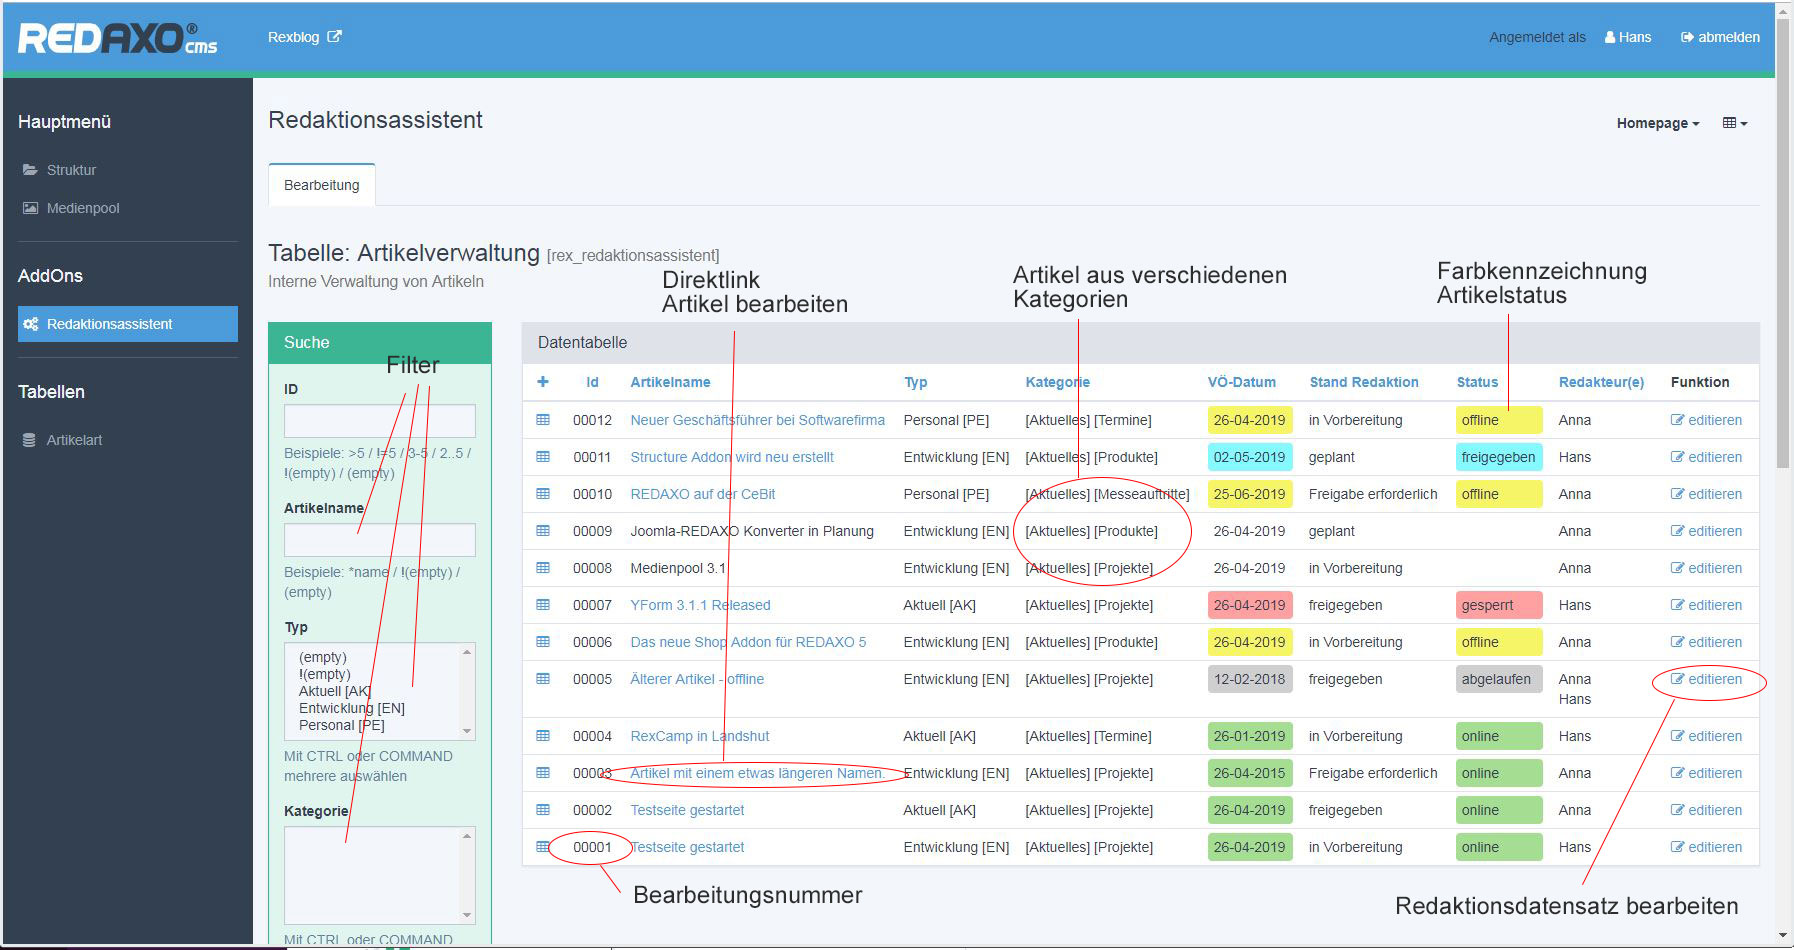 REDAXO® cms
Rexblog
Angemeldet als Hans abmelden
Hauptmenü
Struktur
Medienpool
AddOns
Redaktionsassistent
Tabellen
Artikelart
Redaktionsassistent
Homepage
Bearbeitung
Tabelle: Artikelverwaltung [rex_redaktionsassistent]
Interne Verwaltung von Artikeln
Direktlink
Artikel bearbeiten
Artikel aus verschiedenen
Kategorien
Farbkennzeichnung
Artikelstatus
Suche
Filter
ID
Beispiele: >5 / !=5 / 3-5 / 2..5 /
!(empty) / (empty)
Artikelname
Beispiele: *name / !(empty) /
(empty)
Typ
(empty)
!(empty)
Aktuell [AK]
Entwicklung [EN]
Personal [PE]
Mit CTRL oder COMMAND
mehrere auswählen
Kategorie
Mit CTRL oder COMMAND
Datentabelle
+ Id Artikelname Typ Kategorie VÖ-Datum Stand Redaktion Status Redakteur(e) Funktion
00012 Neuer Geschäftsführer bei Softwarefirma Personal [PE] [Aktuelles] [Termine] 26-04-2019 in Vorbereitung offline Anna editieren
00011 Structure Addon wird neu erstellt Entwicklung [EN] [Aktuelles] [Produkte] 02-05-2019 geplant freigegeben Hans editieren
00010 REDAXO auf der CeBit Personal [PE] [Aktuelles] [Messeauftritte] 25-06-2019 Freigabe erforderlich offline Anna editieren
00009 Joomla-REDAXO Konverter in Planung Entwicklung [EN] [Aktuelles] [Produkte] 26-04-2019 geplant Anna editieren
00008 Medienpool 3.1 Entwicklung [EN] [Aktuelles] [Projekte] 26-04-2019 in Vorbereitung Anna editieren
00007 YForm 3.1.1 Released Aktuell [AK] [Aktuelles] [Projekte] 26-04-2019 freigegeben gesperrt Hans editieren
00006 Das neue Shop Addon für REDAXO 5 Entwicklung [EN] [Aktuelles] [Produkte] 26-04-2019 in Vorbereitung offline Anna editieren
00005 Älterer Artikel - offline Entwicklung [EN] [Aktuelles] [Projekte] 12-02-2018 freigegeben abgelaufen Anna editieren
Hans
00004 RexCamp in Landshut Aktuell [AK] [Aktuelles] [Termine] 26-01-2019 in Vorbereitung online Hans editieren
00003 Artikel mit einem etwas längeren Namen. Entwicklung [EN] [Aktuelles] [Projekte] 26-04-2015 Freigabe erforderlich online Anna editieren
00002 Testseite gestartet Aktuell [AK] [Aktuelles] [Projekte] 26-04-2019 freigegeben online Anna editieren
00001 Testseite gestartet Entwicklung [EN] [Aktuelles] [Projekte] 26-04-2019 in Vorbereitung online Hans editieren
Bearbeitungsnummer
Redaktionsdatensatz bearbeiten